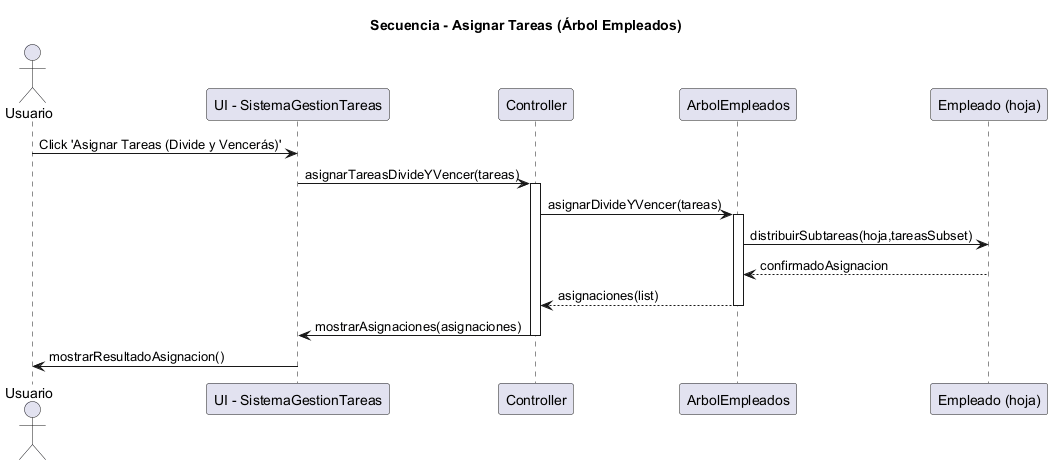 Secuencia - Asignar Tareas (Árbol Empleados)
Usuario
UI - SistemaGestionTareas
Controller
ArbolEmpleados
Empleado (hoja)
Click 'Asignar Tareas (Divide y Vencerás)'
asignarTareasDivideYVencer(tareas)
asignarDivideYVencer(tareas)
distribuirSubtareas(hoja,tareasSubset)
confirmadoAsignacion
asignaciones(list)
mostrarAsignaciones(asignaciones)
mostrarResultadoAsignacion()
Usuario
UI - SistemaGestionTareas
Controller
ArbolEmpleados
Empleado (hoja)